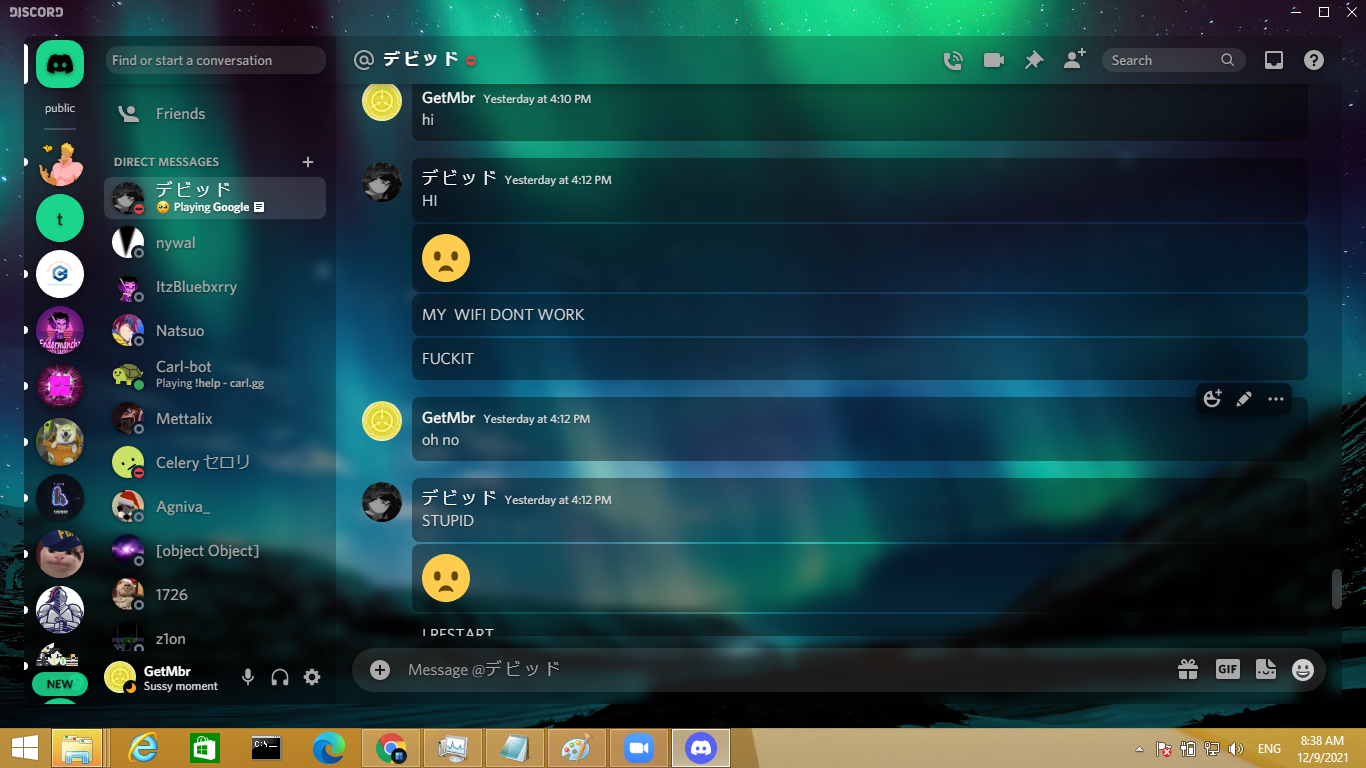 DISCORD
Find or start a conversation
public
Friends
DIRECT MESSAGES
デビッド
Playing Google
nywal
ItzBluebxrry
Natsuo
Carl-bot
Playing !help - carl.gg
Mettalix
Celery セロリ
Agniva_
[object Object]
1726
z1on
t
NEW
GetMbr
Sussy moment
デビッド
Search
GetMbr Yesterday at 4:10 PM
hi
デビッド Yesterday at 4:12 PM
HI
MY WIFI DONT WORK
FUCKIT
GetMbr Yesterday at 4:12 PM
oh no
デビッド Yesterday at 4:12 PM
STUPID
I RESTART
Message @デビッド
GIF
ENG
8:38 AM
12/9/2021